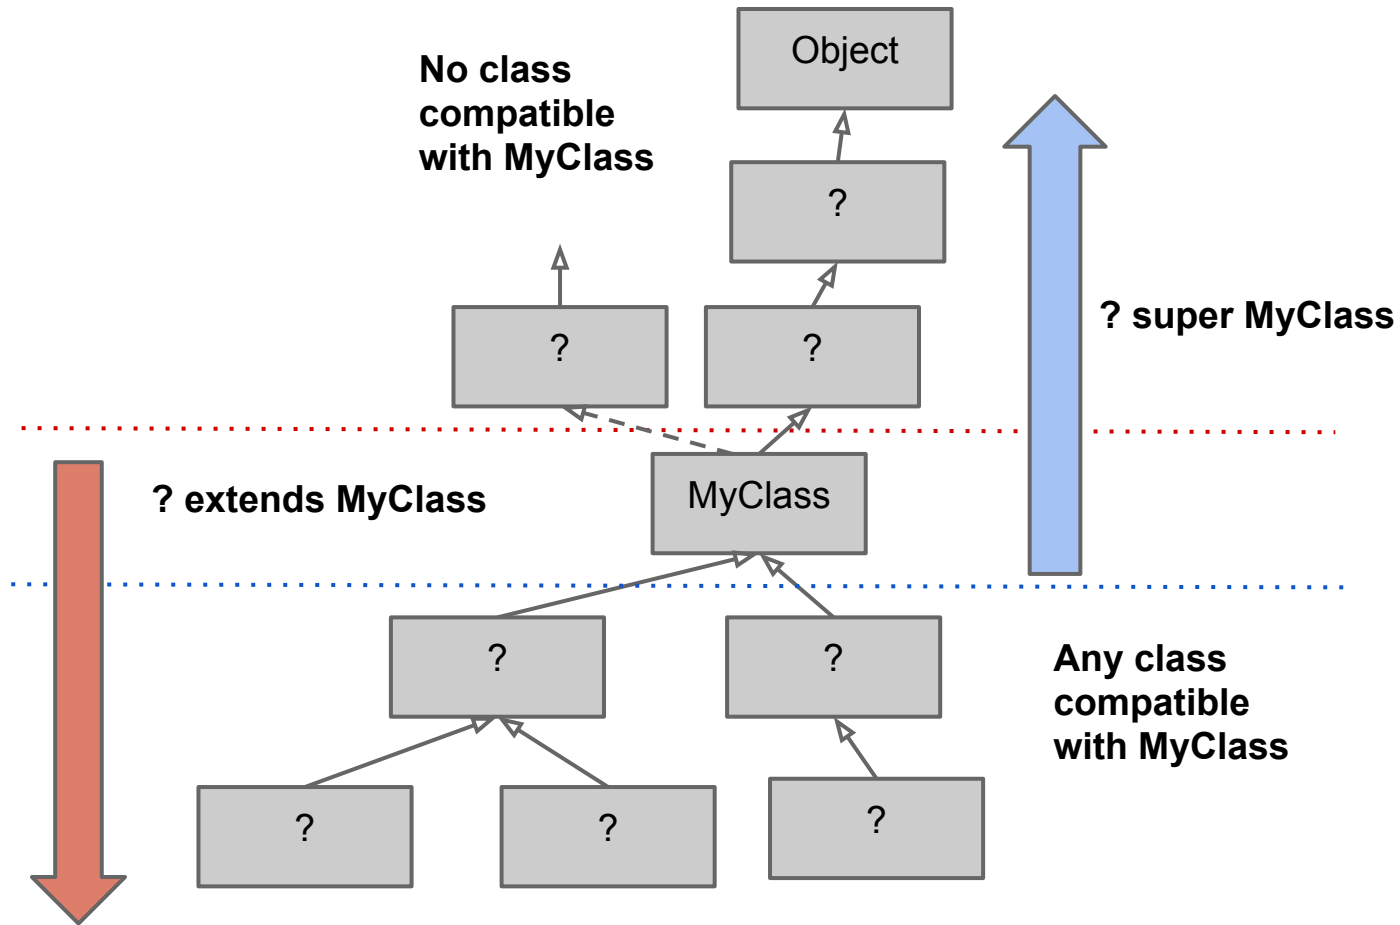 Object
No class
compatible
with MyClass
?
?
?
? super MyClass
? extends MyClass
MyClass
?
?
Any class
compatible
with MyClass
?
?
?